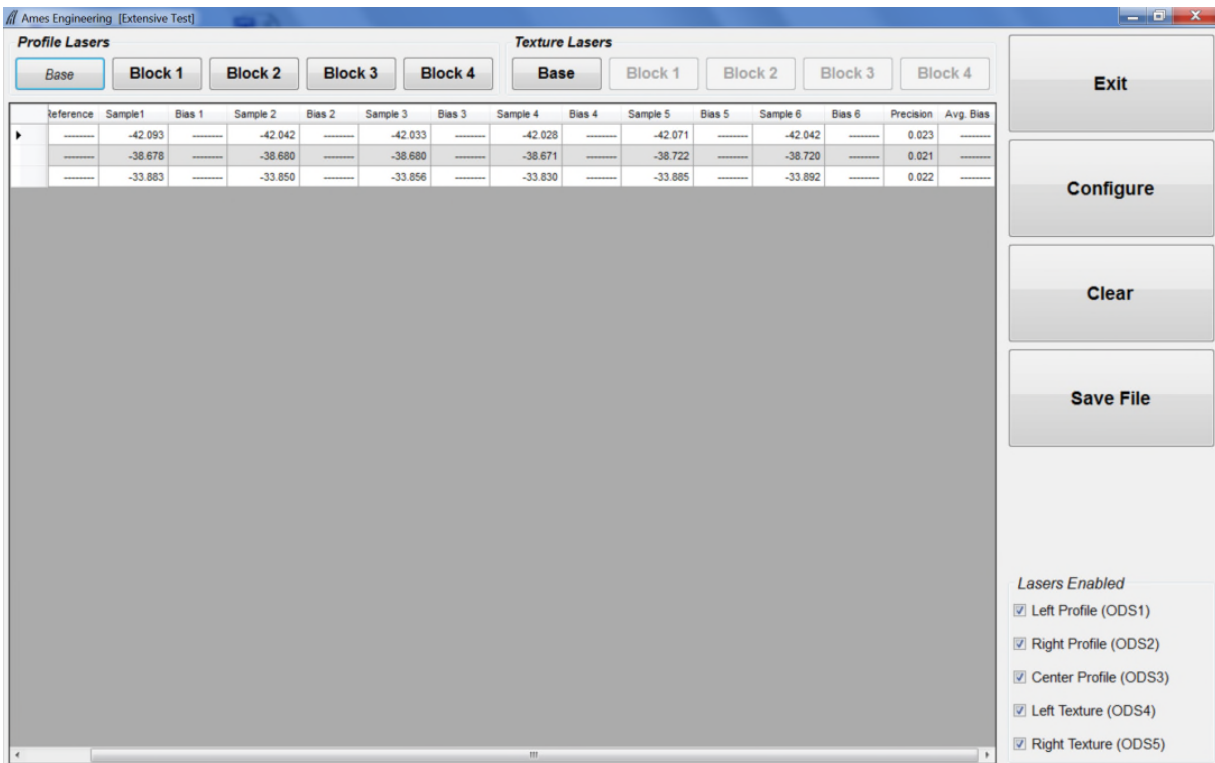 Ames Engineering [Extensive Test]
Profile Lasers
Base Block 1 Block 2 Block 3 Block 4
Texture Lasers
Base Block 1 Block 2 Block 3 Block 4
Reference Sample1 Bias 1 Sample 2 Bias 2 Sample 3 Bias 3 Sample 4 Bias 4 Sample 5 Bias 5 Sample 6 Bias 6 Precision Avg. Bias
-------- -42.093 -------- -42.042 -------- -42.033 -------- -42.028 -------- -42.071 -------- -42.042 -------- 0.023 --------
-------- -38.678 -------- -38.680 -------- -38.680 -------- -38.671 -------- -38.722 -------- -38.720 -------- 0.021 --------
-------- -33.883 -------- -33.850 -------- -33.856 -------- -33.830 -------- -33.885 -------- -33.892 -------- 0.022 --------
Exit
Configure
Clear
Save File
Lasers Enabled
Left Profile (ODS1)
Right Profile (ODS2)
Center Profile (ODS3)
Left Texture (ODS4)
Right Texture (ODS5)